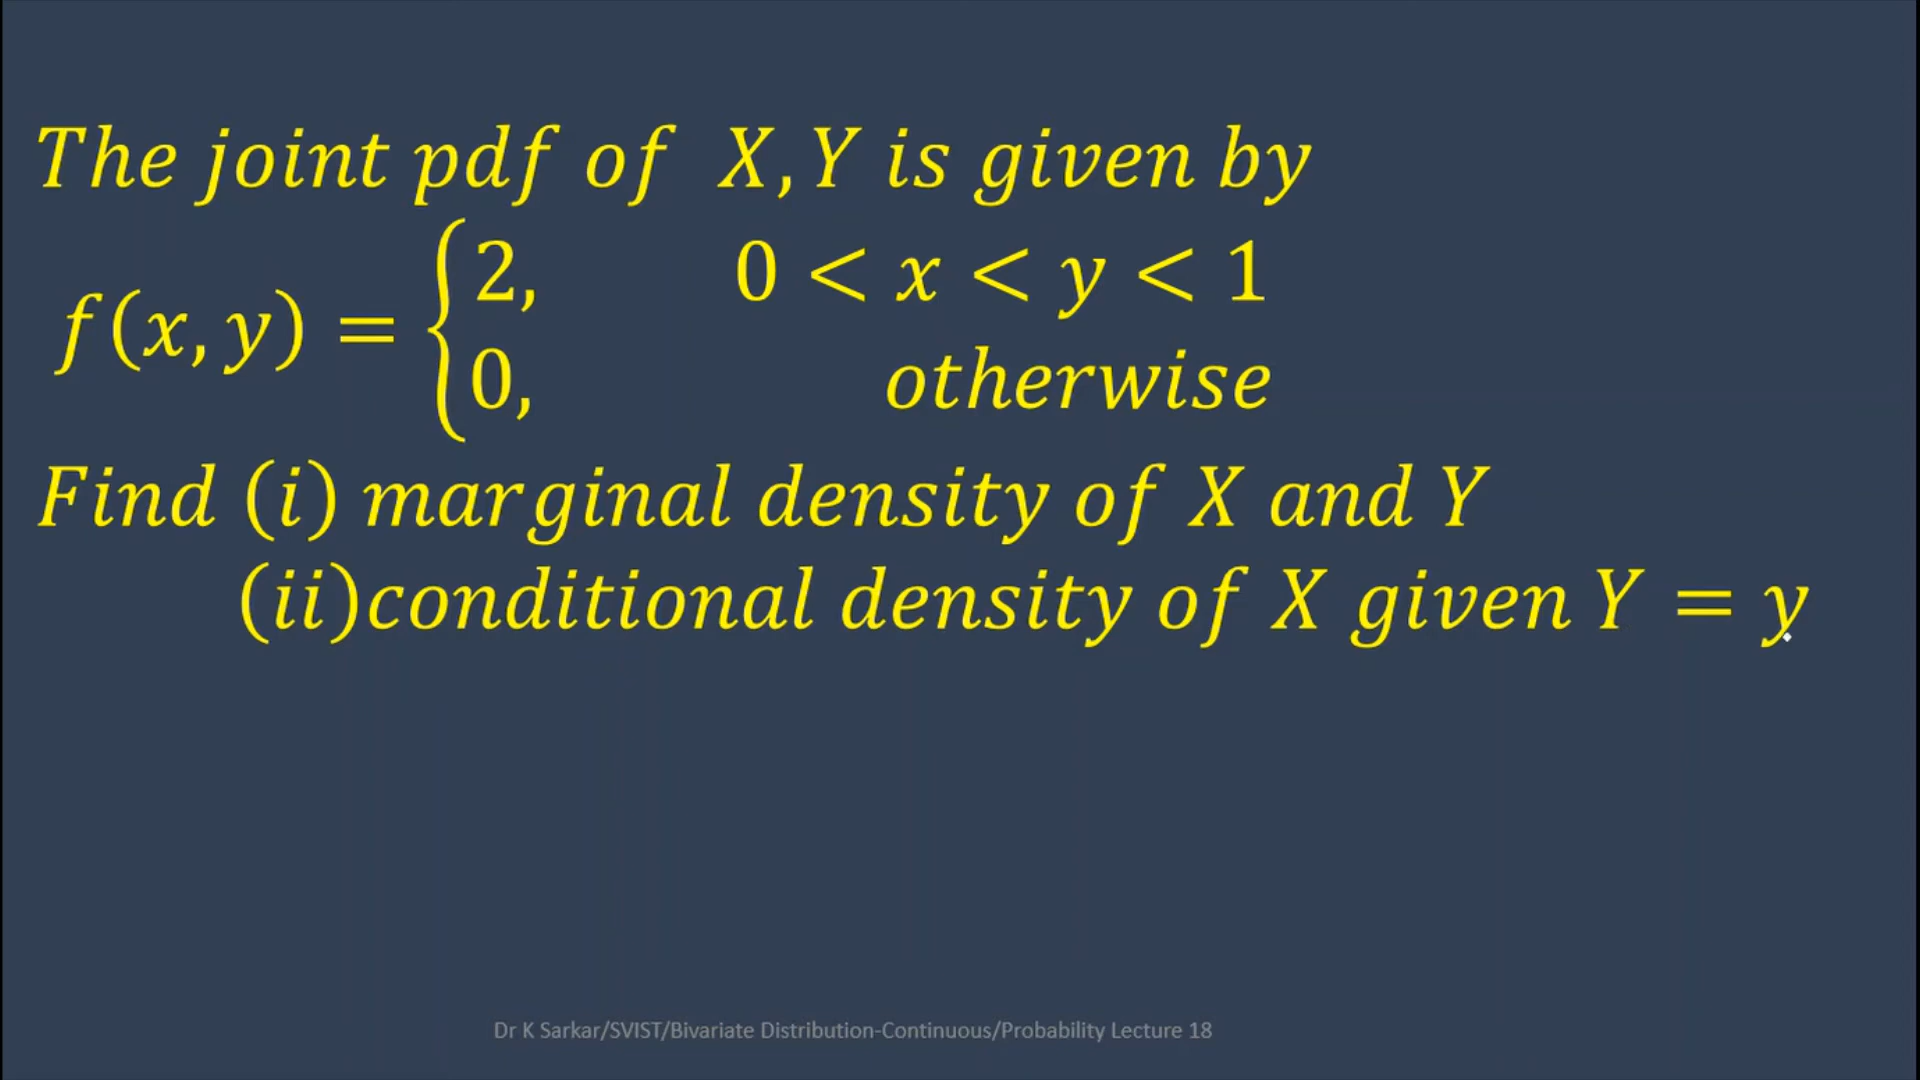 The joint pdf of X,Y is given by
f(x,y) = {2, 0 < x < y < 1
0, otherwise
Find (i) marginal density of X and Y
(ii)conditional density of X given Y = y
Dr K Sarkar/SVIST/Bivariate Distribution-Continuous/Probability Lecture 18